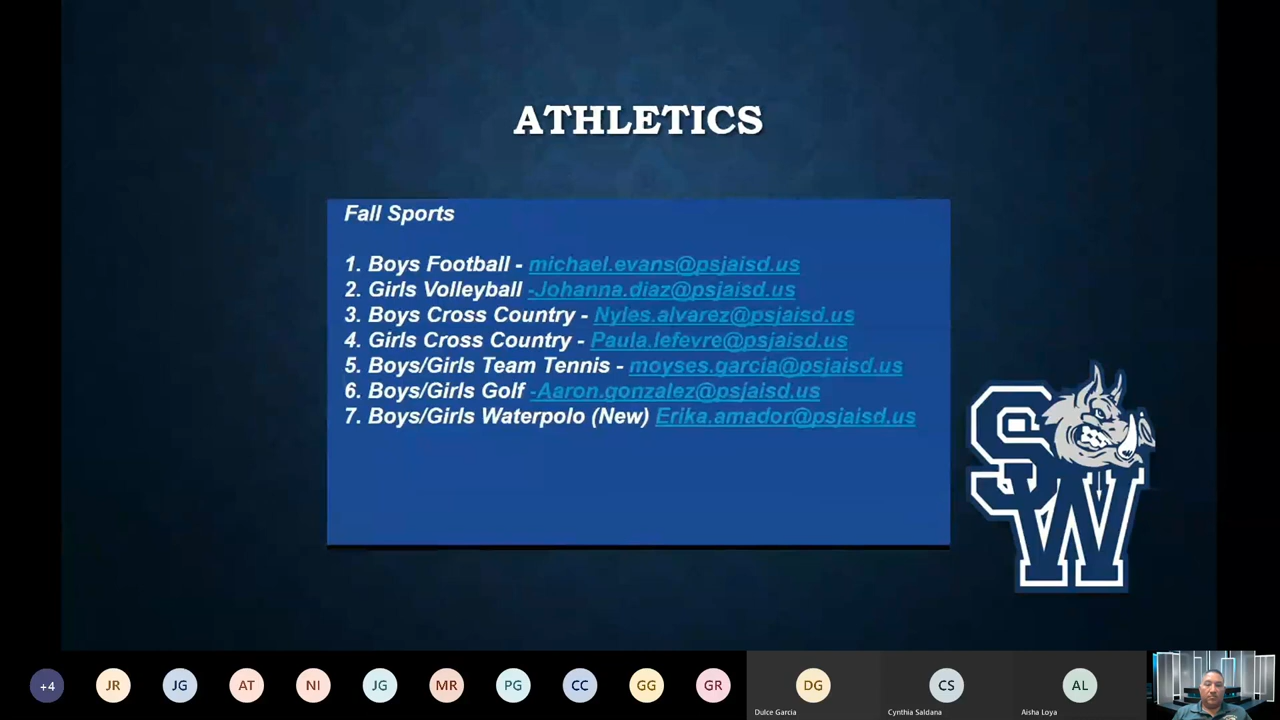 ATHLETICS
Fall Sports
1. Boys Football - michael.evans@psjaisd.us
2. Girls Volleyball -Johanna.diaz@psjaisd.us
3. Boys Cross Country - Nyles.alvarez@psjaisd.us
4. Girls Cross Country - Paula.lefevre@psjaisd.us
5. Boys/Girls Team Tennis - moyses.garcia@psjaisd.us
6. Boys/Girls Golf -Aaron.gonzalez@psjaisd.us
7. Boys/Girls Waterpolo (New) Erika.amador@psjaisd.us
SW
+4 JR JG AT NI JG MR PG CC GG GR DG CS AL
Dulce Garcia Cynthia Saldana Aisha Loya